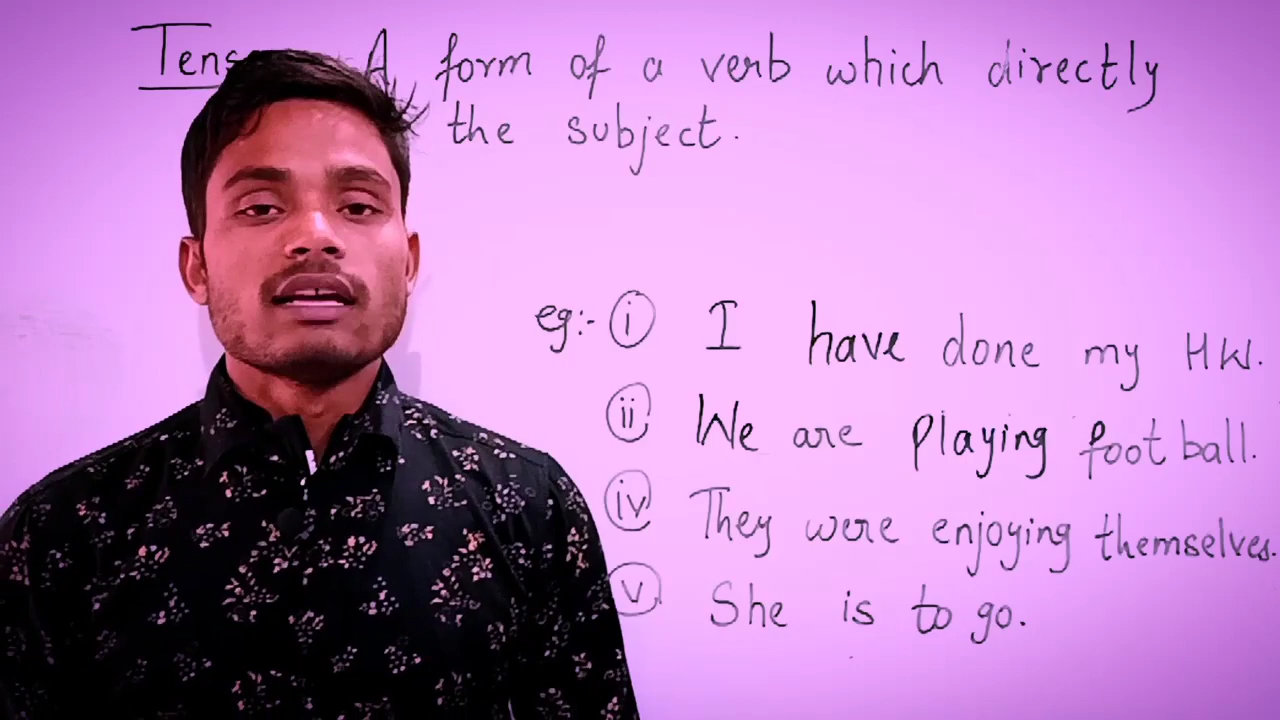 A form of a verb which directly
the subject.
eg:- i I have done my HW.
ii We are playing football.
iv They were enjoying themselves.
v She is to go.